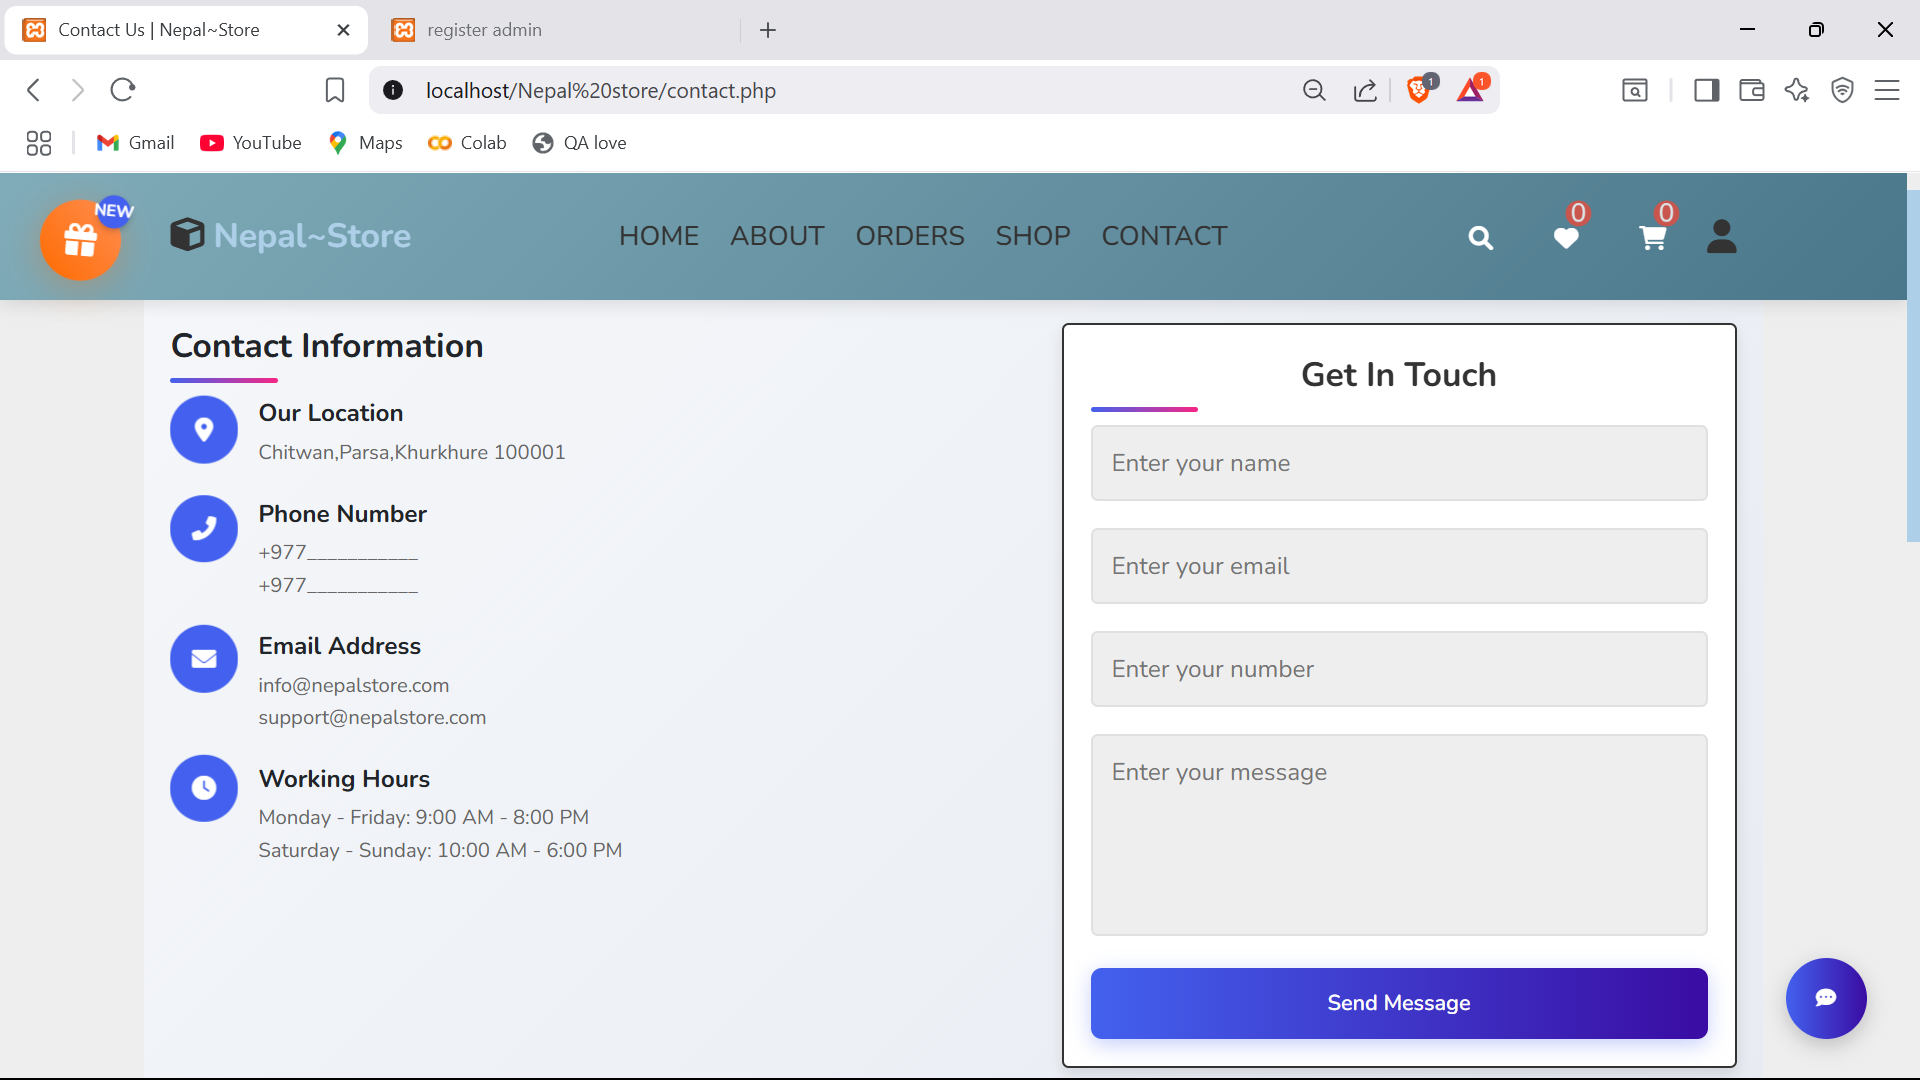 Contact Us | Nepal~Store
register admin
localhost/Nepal%20store/contact.php
1
1
Gmail
YouTube
Maps
Colab
QA love
NEW
Nepal~Store
HOME
ABOUT
ORDERS
SHOP
CONTACT
0
0
Contact Information
Our Location
Chitwan,Parsa,Khurkhure 100001
Phone Number
+977___________
+977___________
Email Address
info@nepalstore.com
support@nepalstore.com
Working Hours
Monday - Friday: 9:00 AM - 8:00 PM
Saturday - Sunday: 10:00 AM - 6:00 PM
Get In Touch
Enter your name
Enter your email
Enter your number
Enter your message
Send Message